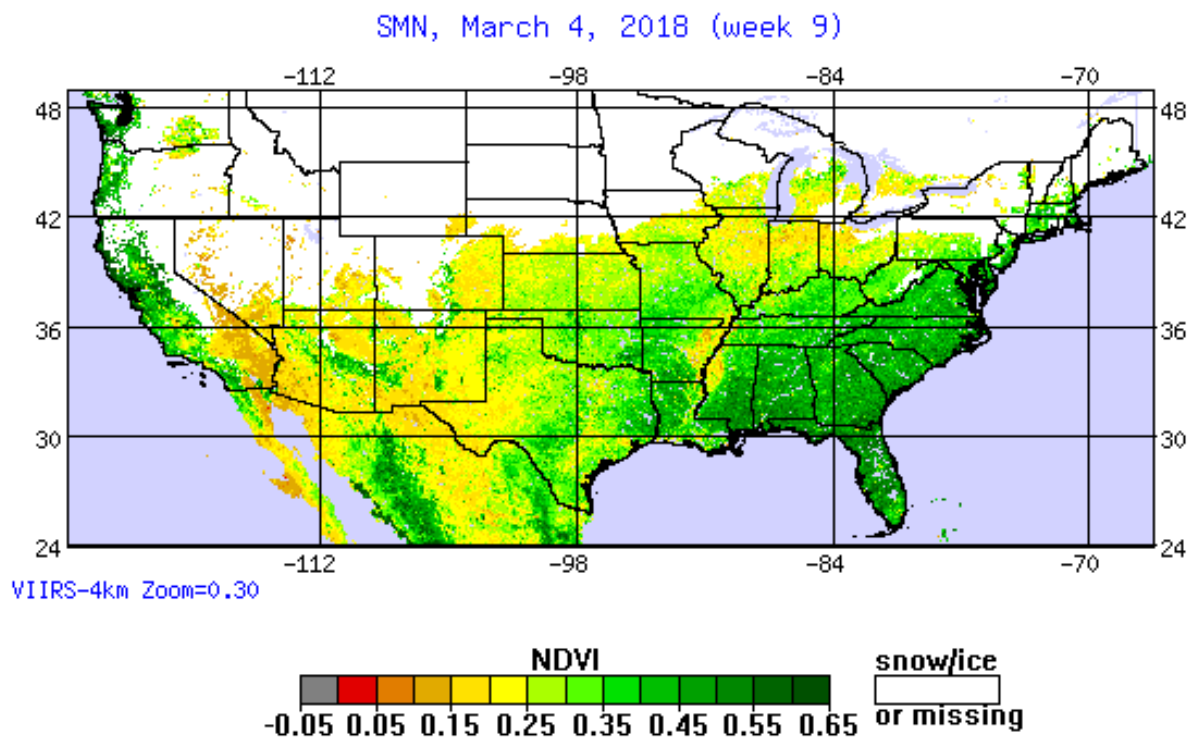 SMN, March 4, 2018 (week 9)
-112 -98 -84 -70
48 48
42 42
36 36
30 30
24 24
-112 -98 -84 -70
VIIRS-4km Zoom=0.30
NDVI
snow/ice
or missing
-0.05 0.05 0.15 0.25 0.35 0.45 0.55 0.65